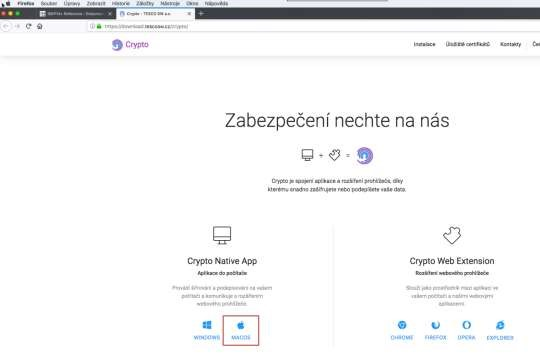 Firefox Soubor Úpravy Zobrazit Historie Záložky Nástroje Okno Nápověda
Crypto - TESCO SW a.s.
https://download.tescosw.cz/crypto/
Crypto
Instalace Úložiště certifikátů Kontakty Če
Zabezpečení nechte na nás
+ =
Crypto je spojení aplikace a rozšíření prohlížeče, díky
kterému snadno zašifrujete nebo podepíšete vaše data.
Crypto Native App
Aplikace do počítače
Provádí šifrování a podepisování na vašem
počítači a komunikuje s rozšířením
webového prohlížeče.
WINDOWS MACOS
Crypto Web Extension
Rozšíření webového prohlížeče
Slouží jako prostředník mezi aplikací ve
vašem počítači a našimi webovými
aplikacemi.
CHROME FIREFOX OPERA EXPLORER